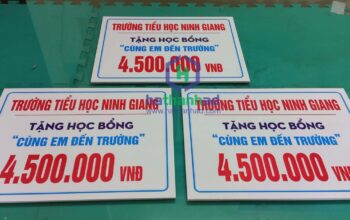 TRƯỜNG TIỂU HỌC NINH GIANG
TẶNG HỌC BỔNG
"CÙNG EM ĐẾN TRƯỜNG"
4.500.000 VNĐ
TRƯỜNG TIỂU HỌC NINH GIANG
TẶNG HỌC BỔNG
"CÙNG EM ĐẾN TRƯỜNG"
4.500.000 VNĐ
TRƯỜNG TIỂU HỌC NINH GIANG
TẶNG HỌC BỔNG
"CÙNG EM ĐẾN TRƯỜNG"
4.500.000 VNĐ